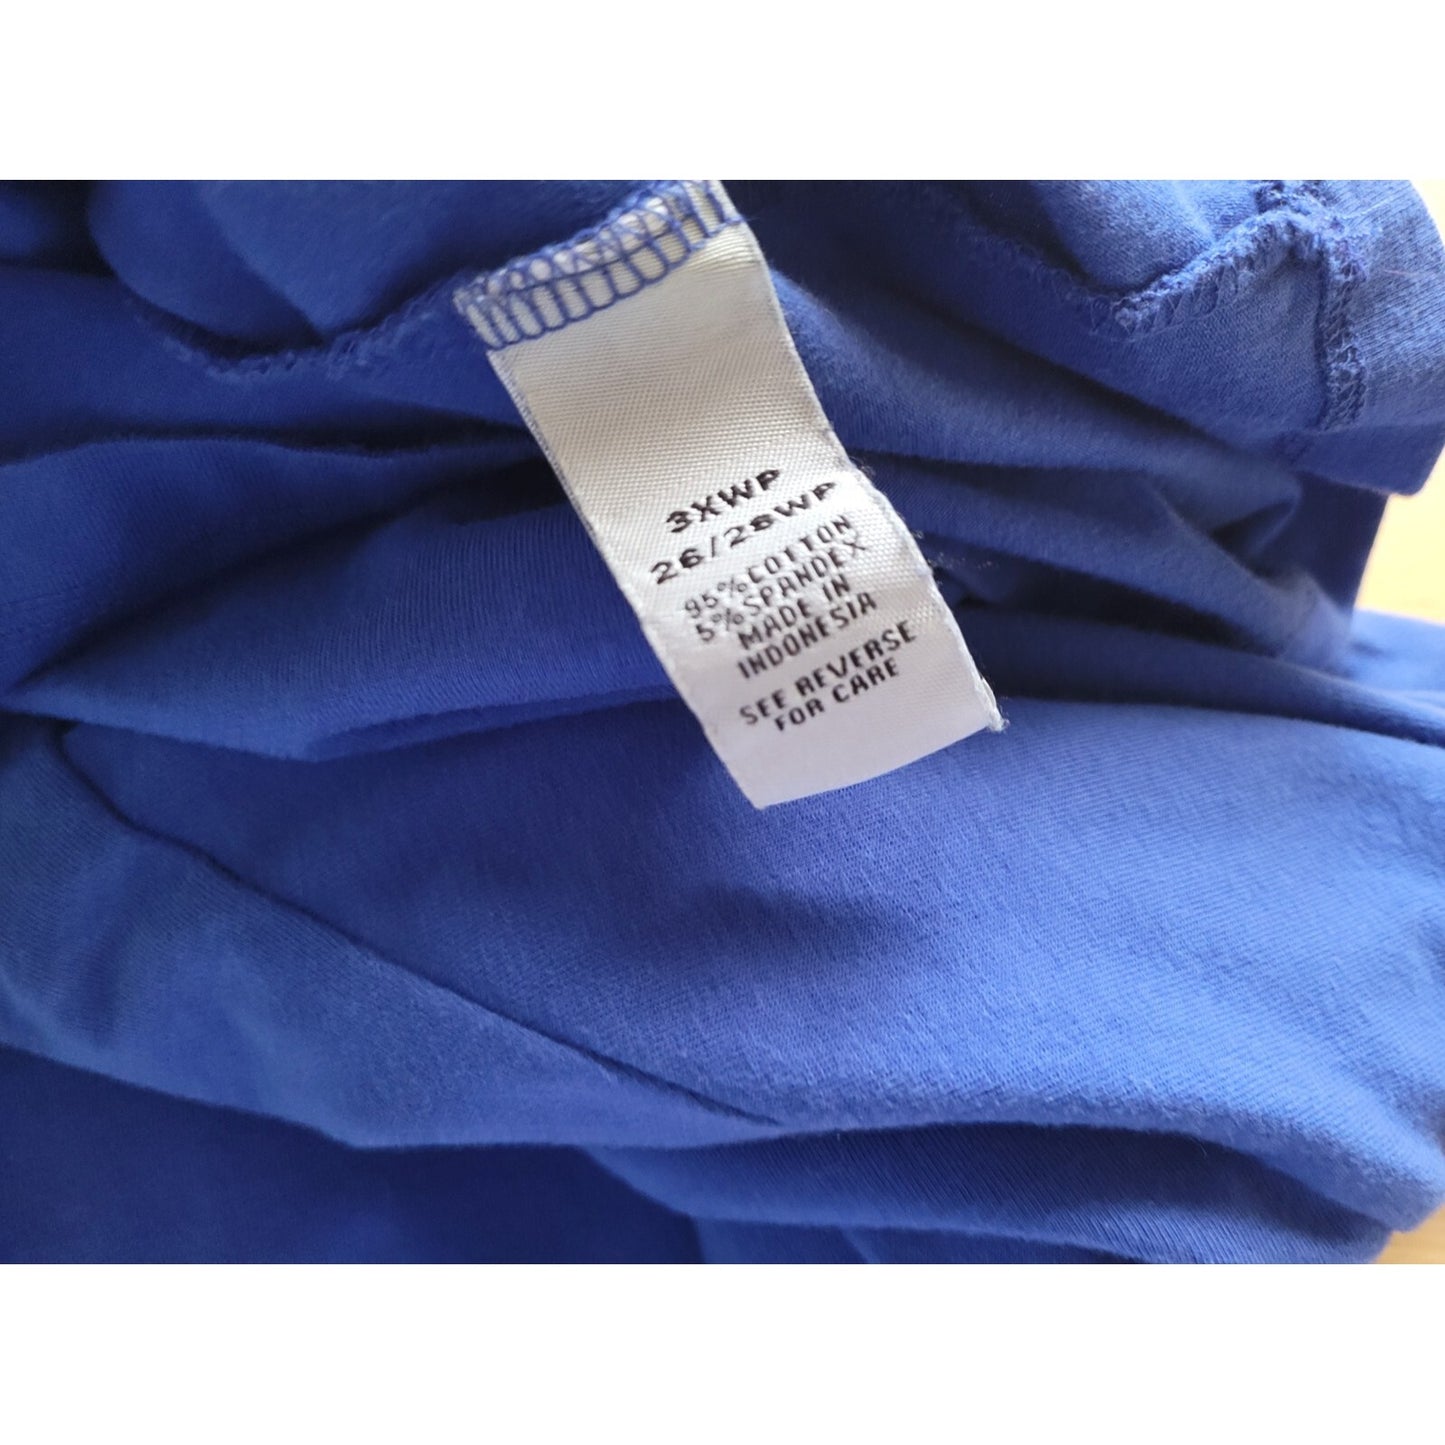 3XWP
26/28WP
95%COTTON
5%SPANDEX
MADE IN
INDONESIA
SEE REVERSE
FOR CARE